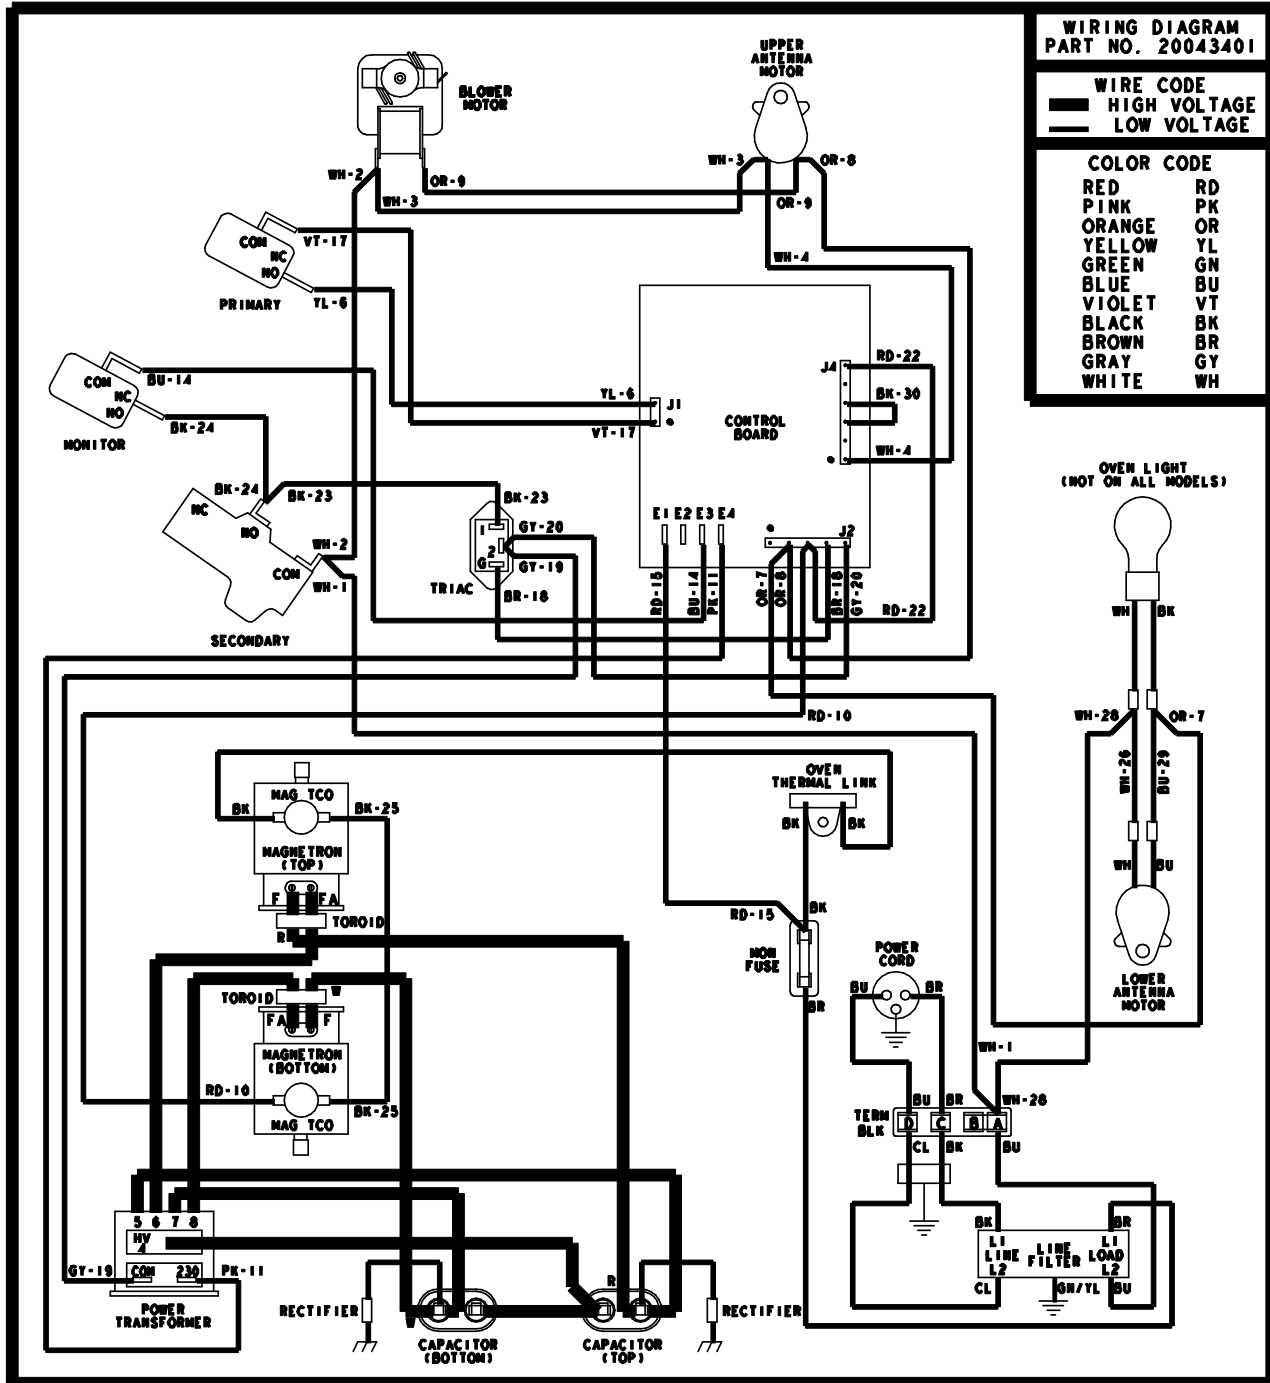 WIRING DIAGRAM
PART NO. 20043401
WIRE CODE
HIGH VOLTAGE
LOW VOLTAGE
COLOR CODE
RED RD
PINK PK
ORANGE OR
YELLOW YL
GREEN GN
BLUE BU
VIOLET VT
BLACK BK
BROWN BR
GRAY GY
WHITE WH
UPPER
ANTENNA
MOTOR
BLOWER
MOTOR
WH-2
OR-9
WH-3
WH-3
OR-8
OR-9
WH-4
COM
NC
NO
VT-17
YL-6
PRIMARY
COM
NC
NO
BU-14
BK-24
MONITOR
YL-6
J1
VT-17
CONTROL
BOARD
J4
RD-22
BK-30
WH-4
E1 E2 E3 E4
J2
RD-15
BU-14
PK-11
OR-7
OR-8
BR-18
GY-20
RD-22
NC
BK-24
BK-23
NO
WH-2
COM
WH-1
SECONDARY
BK-23
1
2
G
GY-20
GY-19
TRIAC
BR-18
OVEN LIGHT
(NOT ON ALL MODELS)
WH BK
WH-28
OR-7
WH-26
BU-29
WH BU
LOWER
ANTENNA
MOTOR
RD-10
MAG TCO
BK
BK-25
MAGNETRON
(TOP)
F FA
TOROID
R
TOROID
W
FA F
MAGNETRON
(BOTTOM)
RD-10
BK-25
MAG TCO
OVEN
THERMAL LINK
BK BK
RD-15
BK
MON
FUSE
BR
POWER
CORD
BU BR
WH-1
BU BR
WH-28
TERM
BLK
D C B A
CL BK BU
BK
L1
LINE
L2
LINE
FILTER
L1
LOAD
L2
BR
CL
GN/YL
BU
5 6 7 8
HV
4
COM 230
GY-19
PK-11
POWER
TRANSFORMER
RECTIFIER
W
CAPACITOR
(BOTTOM)
R
CAPACITOR
(TOP)
RECTIFIER